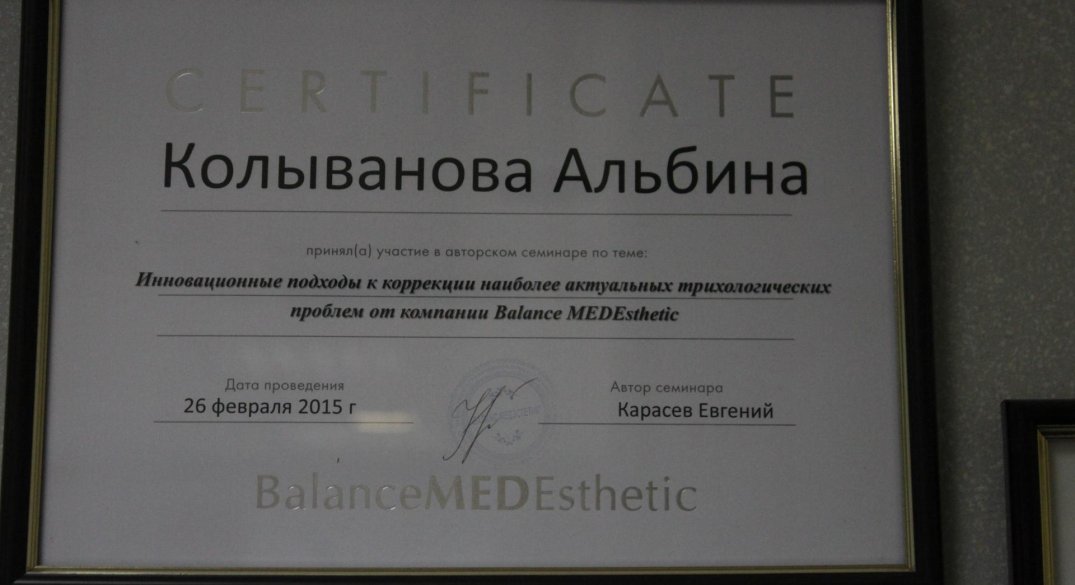 CERTIFICATE
Колыванова Альбина
принял(а) участие в авторском семинаре по теме:
Инновационные подходы к коррекции наиболее актуальных трихологических
проблем от компании Balance MEDEsthetic
Дата проведения
26 февраля 2015 г
Автор семинара
Карасев Евгений
BalanceMEDEsthetic